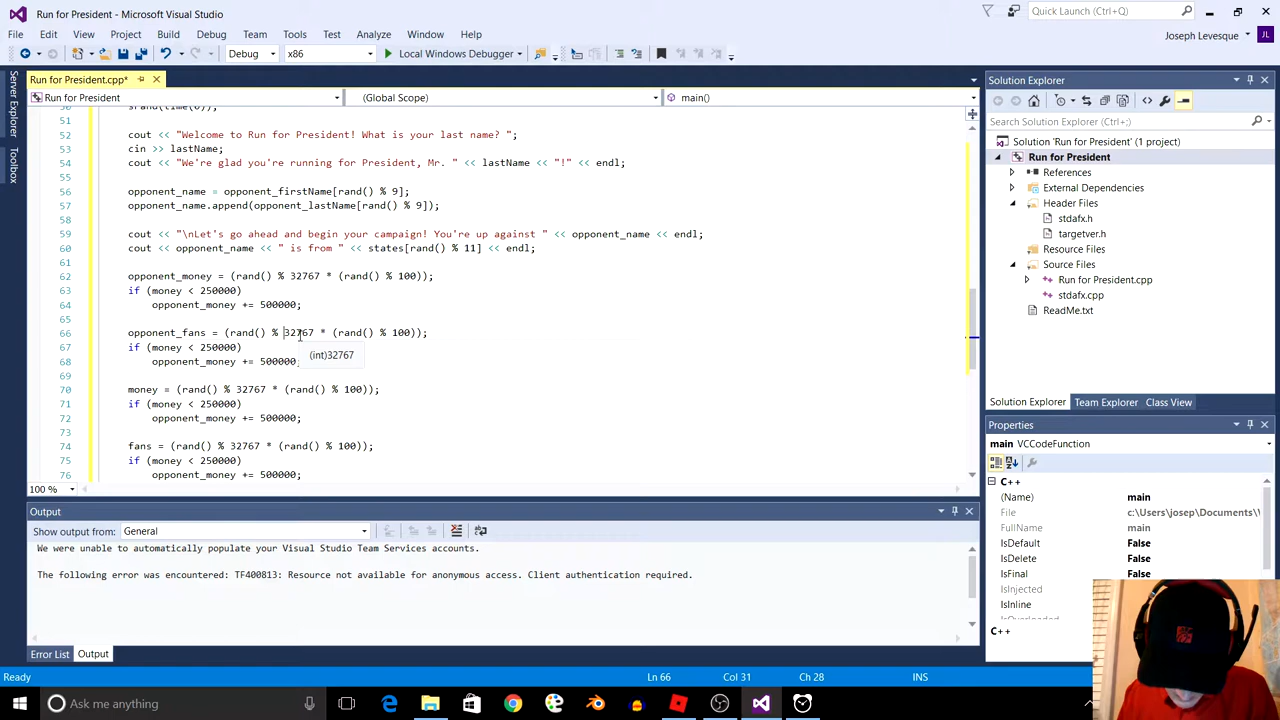 Run for President - Microsoft Visual Studio
Quick Launch (Ctrl+Q)
File Edit View Project Build Debug Team Tools Test Analyze Window Help
Joseph Levesque JL
Debug x86 Local Windows Debugger
Server Explorer
Toolbox
Run for President.cpp*
Run for President (Global Scope) main()
50 srand(time(0));
51
52 cout << "Welcome to Run for President! What is your last name? ";
53 cin >> lastName;
54 cout << "We're glad you're running for President, Mr. " << lastName << "!" << endl;
55
56 opponent_name = opponent_firstName[rand() % 9];
57 opponent_name.append(opponent_lastName[rand() % 9]);
58
59 cout << "\nLet's go ahead and begin your campaign! You're up against " << opponent_name << endl;
60 cout << opponent_name << " is from " << states[rand() % 11] << endl;
61
62 opponent_money = (rand() % 32767 * (rand() % 100));
63 if (money < 250000)
64 opponent_money += 500000;
65
66 opponent_fans = (rand() % 32767 * (rand() % 100));
67 if (money < 250000)
(int)32767
68 opponent_money += 500000;
69
70 money = (rand() % 32767 * (rand() % 100));
71 if (money < 250000)
72 opponent_money += 500000;
73
74 fans = (rand() % 32767 * (rand() % 100));
75 if (money < 250000)
76 opponent_money += 500000;
100 %
Output
Show output from: General
We were unable to automatically populate your Visual Studio Team Services accounts.
The following error was encountered: TF400813: Resource not available for anonymous access. Client authentication required.
Error List Output
Solution Explorer
Search Solution Explorer (Ctrl+;)
Solution 'Run for President' (1 project)
Run for President
References
External Dependencies
Header Files
stdafx.h
targetver.h
Resource Files
Source Files
Run for President.cpp
stdafx.cpp
ReadMe.txt
Solution Explorer Team Explorer Class View
Properties
main VCCodeFunction
C++
(Name) main
File c:\Users\josep\Documents\
FullName main
IsDefault False
IsDelete False
IsFinal False
IsInjected
IsInline
IsOverloaded
C++
Ready Ln 66 Col 31 Ch 28 INS
Ask me anything